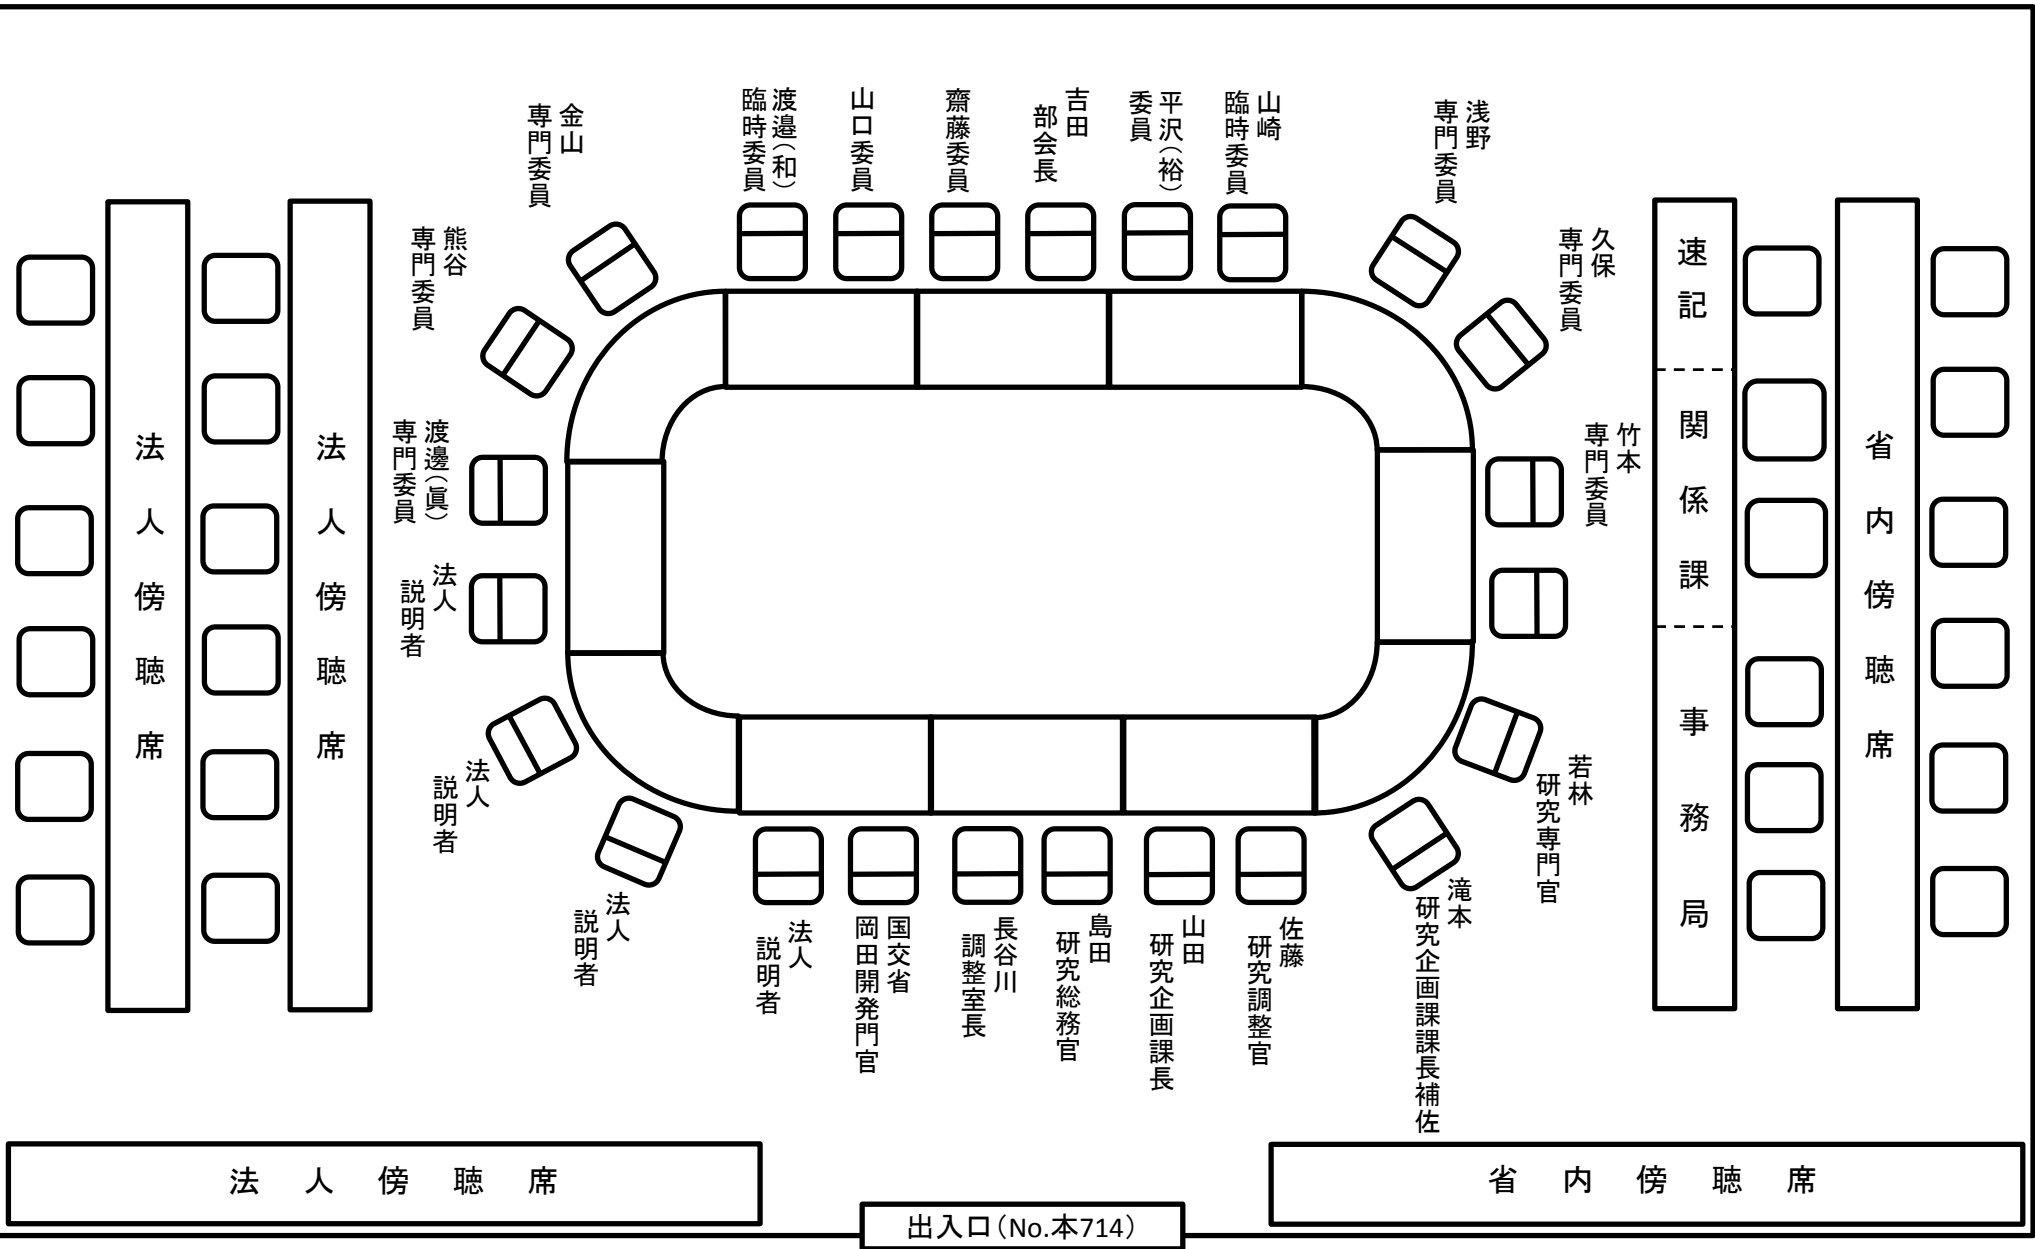 金山
専門委員
渡邉(和)
臨時委員
山口委員
齋藤委員
吉田
部会長
平沢(裕)
委員
山崎
臨時委員
浅野
専門委員
熊谷
専門委員
久保
専門委員
渡邊(眞)
専門委員
竹本
専門委員
法人
説明者
法人
説明者
法人
説明者
法人
説明者
国交省
岡田開発門官
長谷川
調整室長
島田
研究総務官
山田
研究企画課長
佐藤
研究調整官
滝本
研究企画課課長補佐
若林
研究専門官
法人傍聴席
法人傍聴席
速記
関係課
事務局
省内傍聴席
法人傍聴席
省内傍聴席
出入口(No.本714)